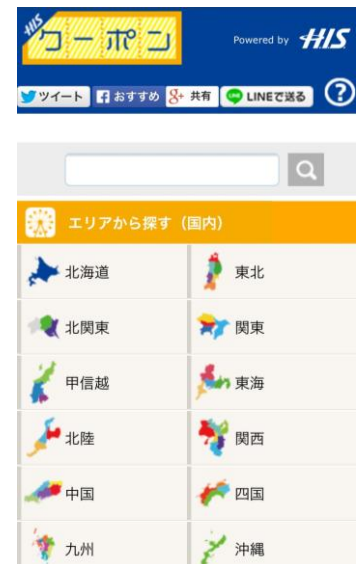 HIS
クーポン
Powered by HIS
ツイート おすすめ 8+ 共有 LINEで送る ?
エリアから探す（国内）
北海道 東北
北関東 関東
甲信越 東海
北陸 関西
中国 四国
九州 沖縄